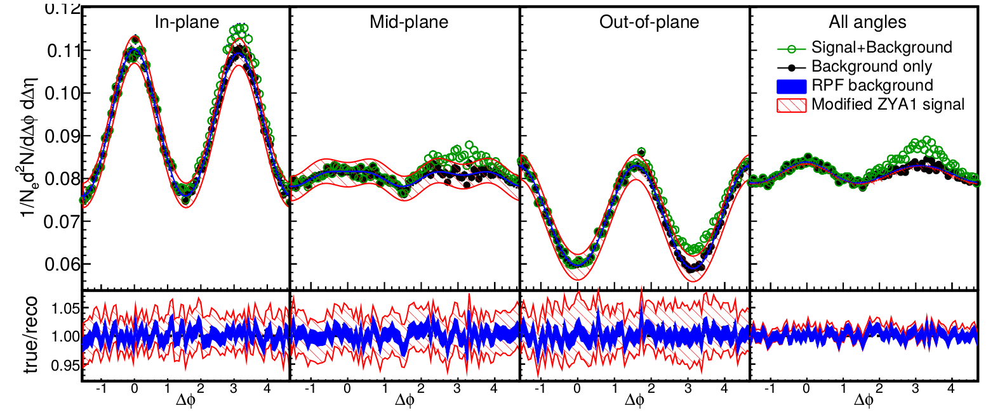 In-plane
Mid-plane
Out-of-plane
All angles
Signal+Background
Background only
RPF background
Modified ZYA1 signal
1/Nₑd²N/dΔϕ dΔη
0.12
0.11
0.10
0.09
0.08
0.07
0.06
true/reco
1.05
1.00
0.95
-1 0 1 2 3 4
-1 0 1 2 3 4
-1 0 1 2 3 4
-1 0 1 2 3 4
Δϕ
Δϕ
Δϕ
Δϕ